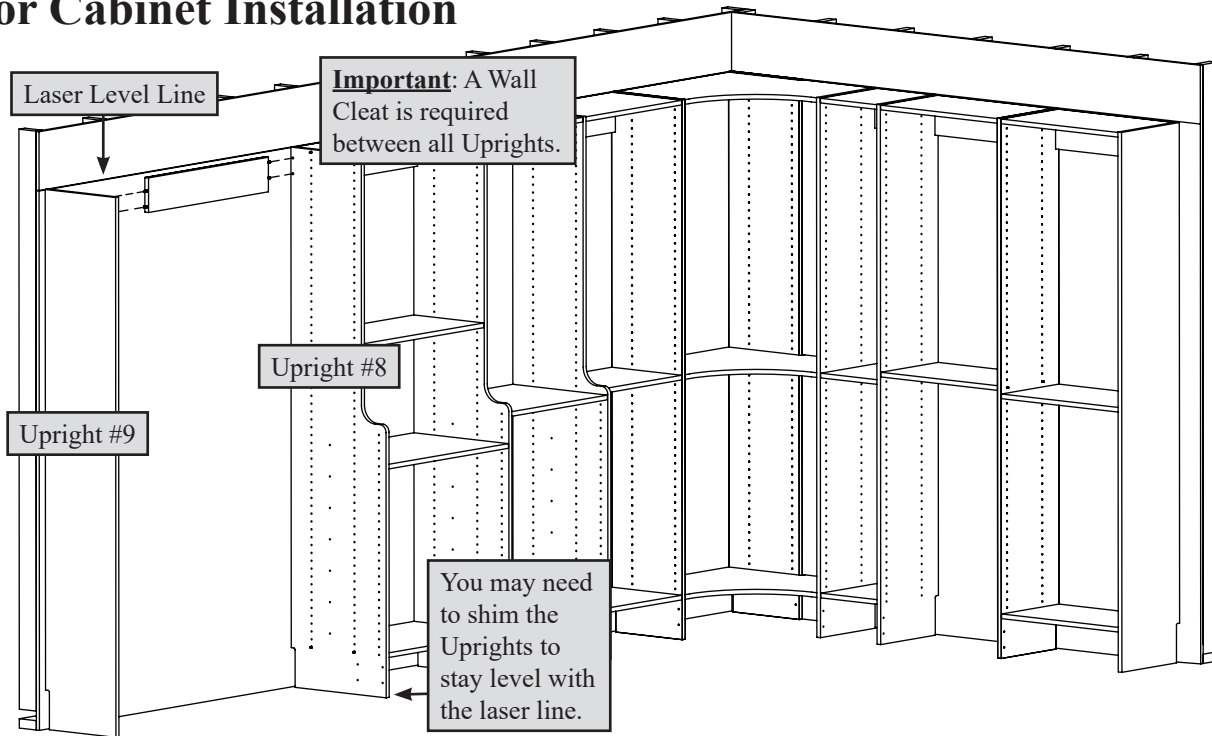 or Cabinet Installation
Laser Level Line
Important: A Wall
Cleat is required
between all Uprights.
Upright #8
Upright #9
You may need
to shim the
Uprights to
stay level with
the laser line.